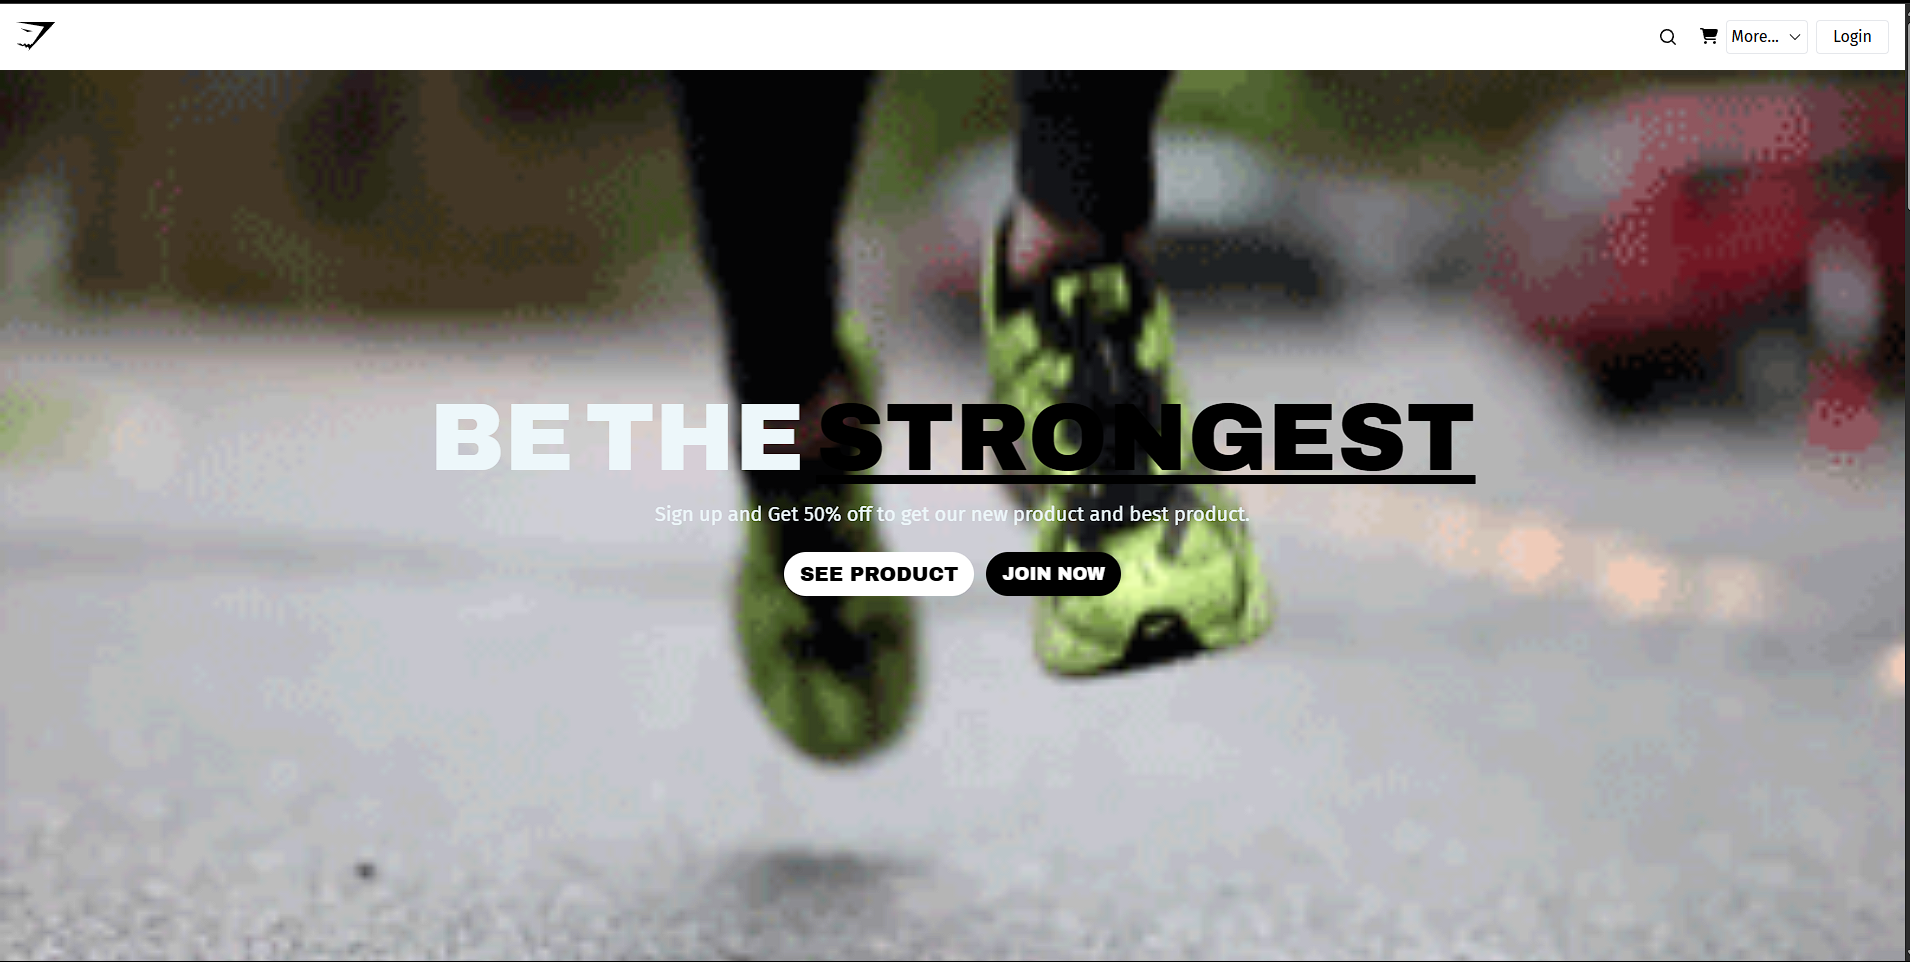 More...
Login
BE THE STRONGEST
Sign up and Get 50% off to get our new product and best product.
SEE PRODUCT
JOIN NOW